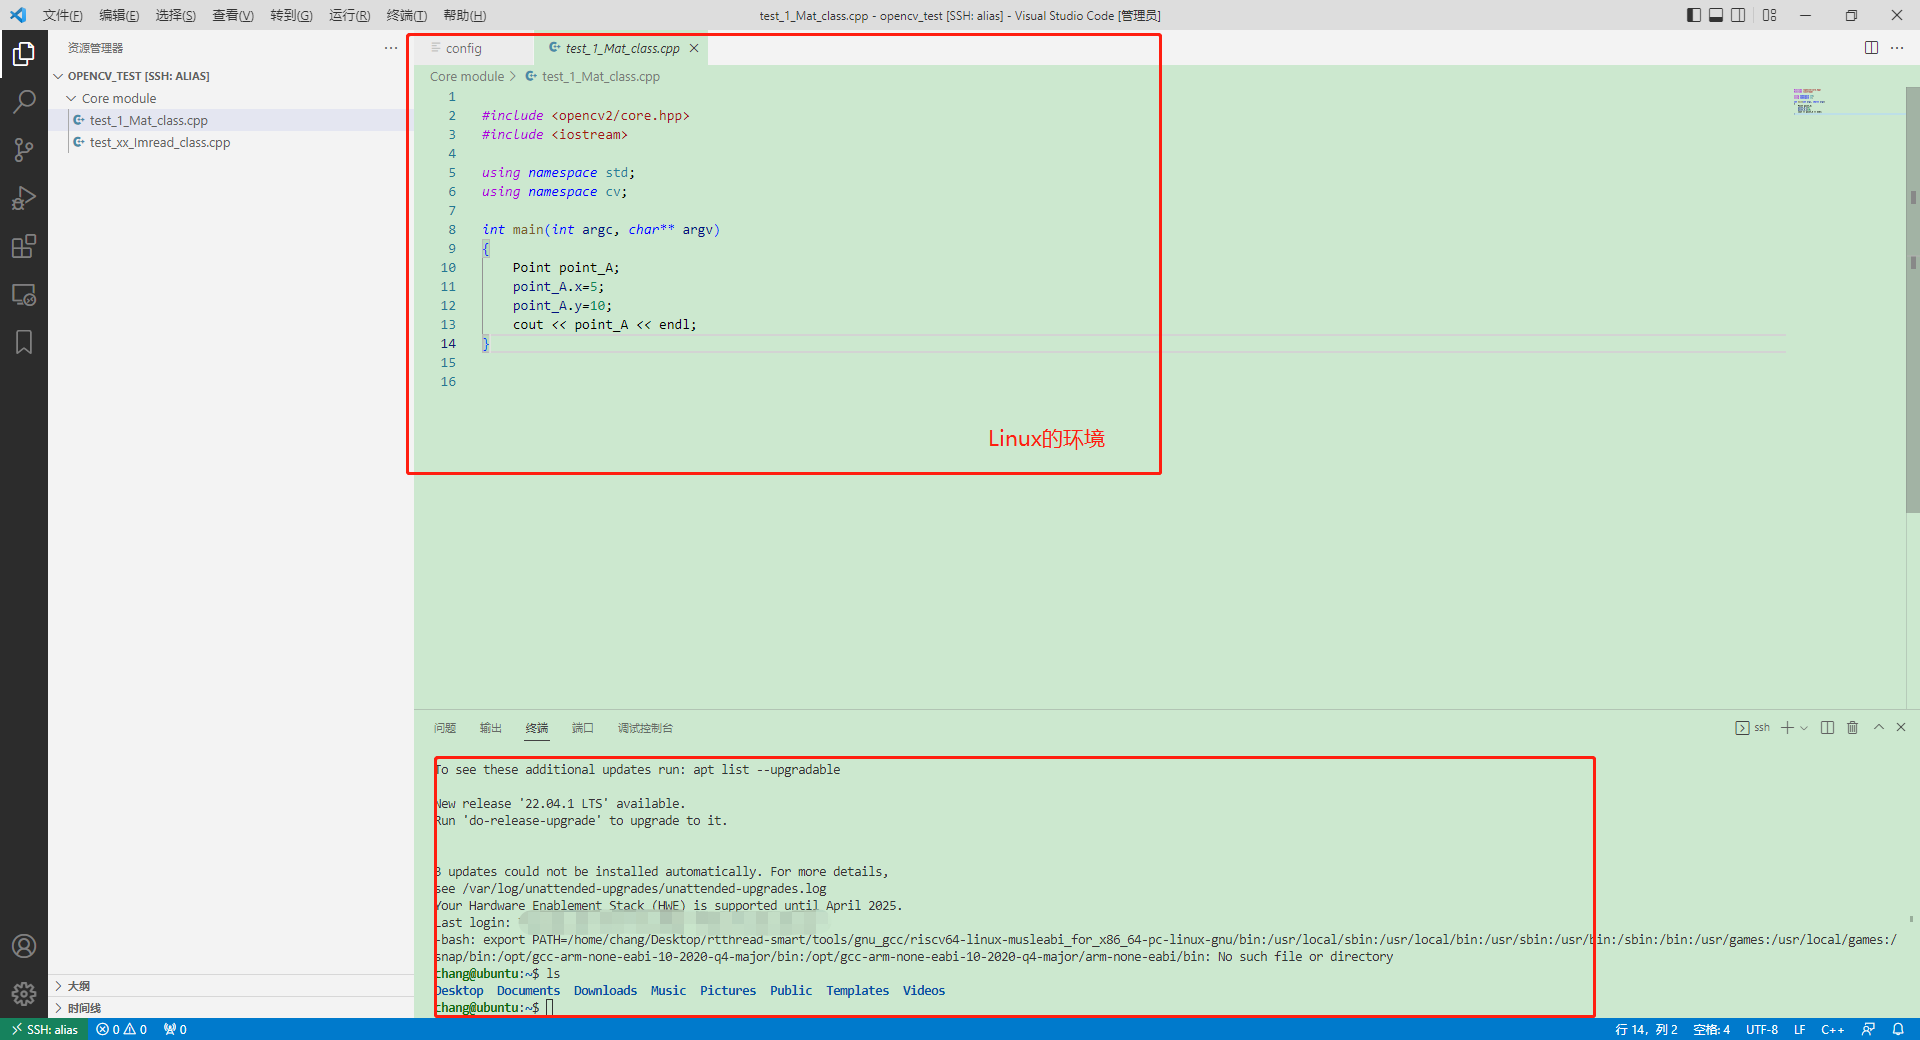 文件(F) 编辑(E) 选择(S) 查看(V) 转到(G) 运行(R) 终端(T) 帮助(H)
test_1_Mat_class.cpp - opencv_test [SSH: alias] - Visual Studio Code [管理员]
资源管理器
OPENCV_TEST [SSH: ALIAS]
Core module
test_1_Mat_class.cpp
test_xx_Imread_class.cpp
大纲
时间线
config
test_1_Mat_class.cpp
Core module > test_1_Mat_class.cpp
1
2 #include <opencv2/core.hpp>
3 #include <iostream>
4
5 using namespace std;
6 using namespace cv;
7
8 int main(int argc, char** argv)
9 {
10 Point point_A;
11 point_A.x=5;
12 point_A.y=10;
13 cout << point_A << endl;
14 }
15
16
Linux的环境
问题 输出 终端 端口 调试控制台
ssh
To see these additional updates run: apt list --upgradable
New release '22.04.1 LTS' available.
Run 'do-release-upgrade' to upgrade to it.
3 updates could not be installed automatically. For more details,
see /var/log/unattended-upgrades/unattended-upgrades.log
Your Hardware Enablement Stack (HWE) is supported until April 2025.
Last login:
-bash: export PATH=/home/chang/Desktop/rtthread-smart/tools/gnu_gcc/riscv64-linux-musleabi_for_x86_64-pc-linux-gnu/bin:/usr/local/sbin:/usr/local/bin:/usr/sbin:/usr/bin:/sbin:/bin:/usr/games:/usr/local/games:/
snap/bin:/opt/gcc-arm-none-eabi-10-2020-q4-major/bin:/opt/gcc-arm-none-eabi-10-2020-q4-major/arm-none-eabi/bin: No such file or directory
chang@ubuntu:~$ ls
Desktop Documents Downloads Music Pictures Public Templates Videos
chang@ubuntu:~$
SSH: alias 0 0 0
行 14，列 2 空格: 4 UTF-8 LF C++